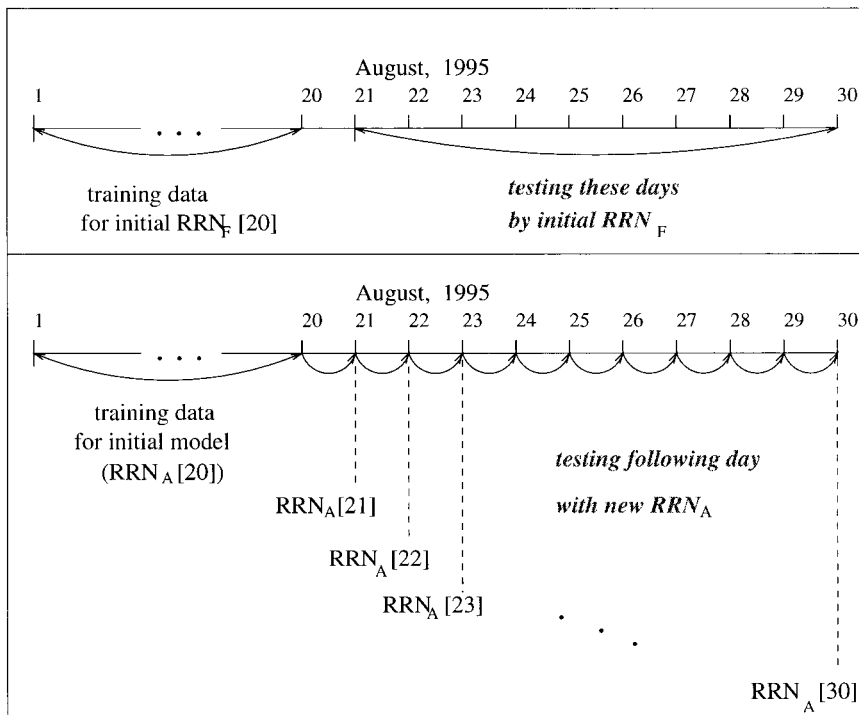 August, 1995
1 . . . 20 21 22 23 24 25 26 27 28 29 30
training data
for initial RRN_F [20]
testing these days
by initial RRN_F
August, 1995
1 . . . 20 21 22 23 24 25 26 27 28 29 30
training data
for initial model
(RRN_A [20])
testing following day
with new RRN_A
RRN_A [21]
RRN_A [22]
RRN_A [23]
. . .
RRN_A [30]